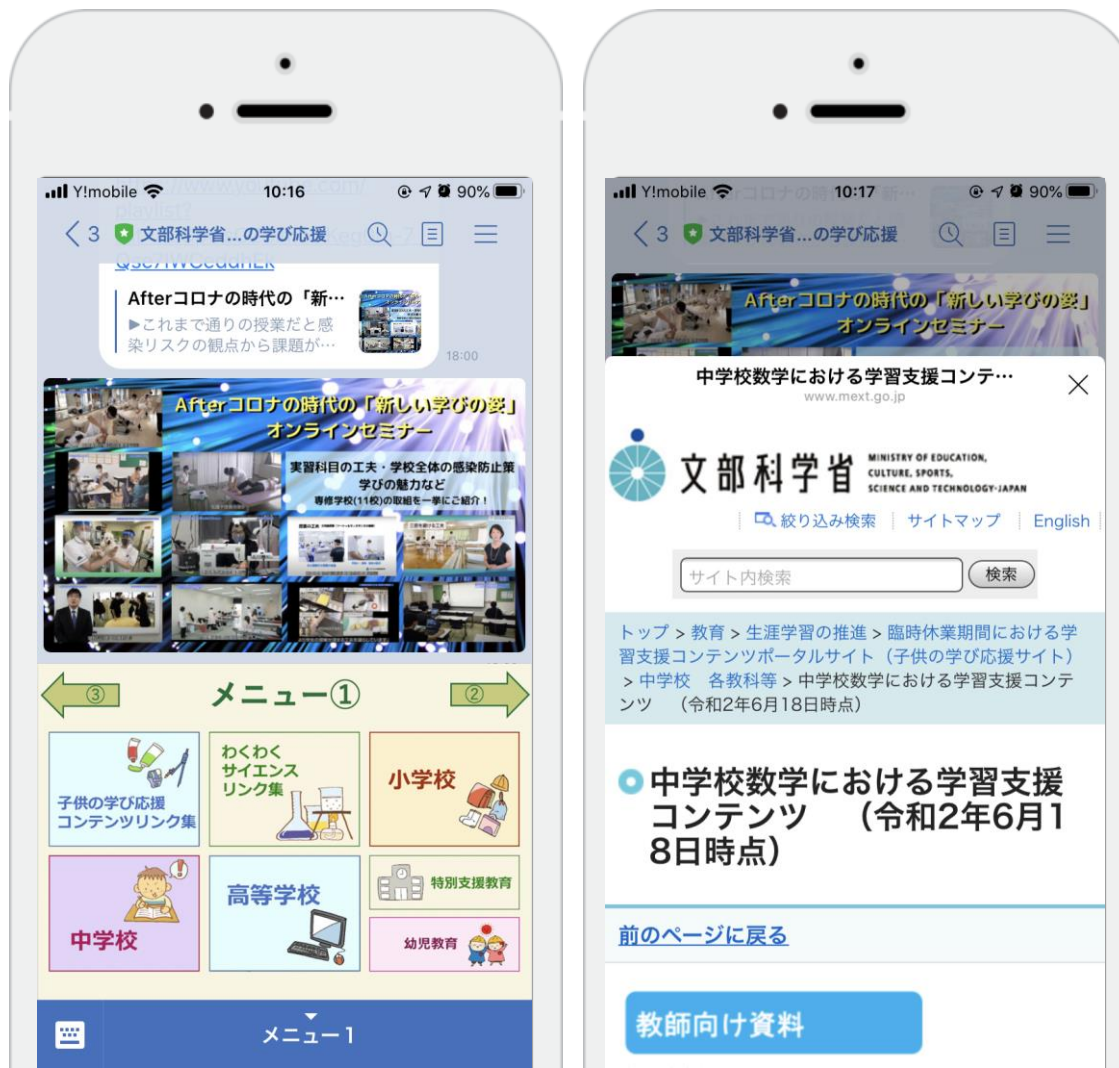 Y!mobile 10:16 90%
3 文部科学省...の学び応援
playlist?
Afterコロナの時代の「新…
▶これまで通りの授業だと感
染リスクの観点から課題が…
18:00
Afterコロナの時代の「新しい学びの姿」
オンラインセミナー
実習科目の工夫・学校全体の感染防止策
学びの魅力など
専修学校(11校)の取組を一挙にご紹介！
③
メニュー①
②
子供の学び応援
コンテンツリンク集
わくわく
サイエンス
リンク集
小学校
中学校
高等学校
特別支援教育
幼児教育
メニュー1
Y!mobile 10:17 90%
3 文部科学省...の学び応援
Afterコロナの時代の「新しい学びの姿」
オンラインセミナー
中学校数学における学習支援コンテ…
www.mext.go.jp
文部科学省
MINISTRY OF EDUCATION,
CULTURE, SPORTS,
SCIENCE AND TECHNOLOGY-JAPAN
絞り込み検索 | サイトマップ | English
サイト内検索 検索
トップ > 教育 > 生涯学習の推進 > 臨時休業期間における学
習支援コンテンツポータルサイト（子供の学び応援サイト）
> 中学校 各教科等 > 中学校数学における学習支援コンテ
ンツ （令和2年6月18日時点）
中学校数学における学習支援
コンテンツ （令和2年6月1
8日時点）
前のページに戻る
教師向け資料